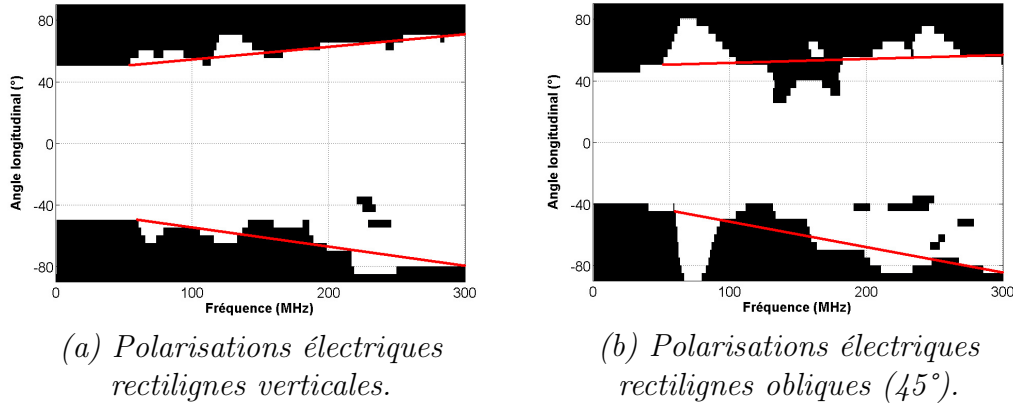 80
40
0
-40
-80
0
100
200
300
Angle longitudinal (°)
Fréquence (MHz)
(a) Polarisations électriques
rectilignes verticales.
80
40
0
-40
-80
0
100
200
300
Angle longitudinal (°)
Fréquence (MHz)
(b) Polarisations électriques
rectilignes obliques (45°).